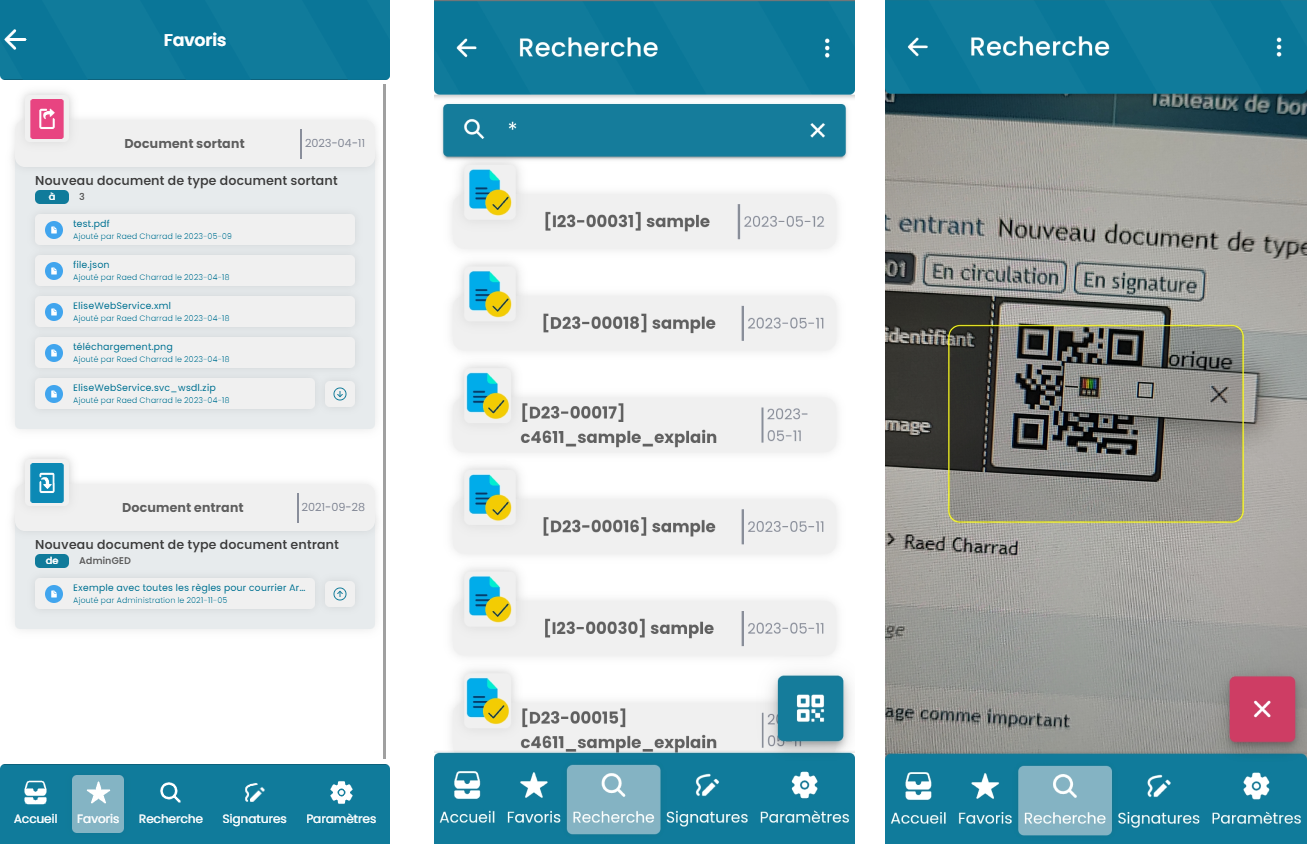 Favoris
Document sortant
2023-04-11
Nouveau document de type document sortant
à 3
test.pdf
Ajouté par Raed Charrad le 2023-05-09
file.json
Ajouté par Raed Charrad le 2023-04-18
EliseWebService.xml
Ajouté par Raed Charrad le 2023-04-18
téléchargement.png
Ajouté par Raed Charrad le 2023-04-18
EliseWebService.svc_wsdl.zip
Ajouté par Raed Charrad le 2023-04-18
Document entrant
2021-09-28
Nouveau document de type document entrant
de AdminGED
Exemple avec toutes les règles pour courrier Ar...
Ajouté par Administration le 2021-11-05
Accueil Favoris Recherche Signatures Paramètres
Recherche
*
[I23-00031] sample
2023-05-12
[D23-00018] sample
2023-05-11
[D23-00017]
c4611_sample_explain
2023-
05-11
[D23-00016] sample
2023-05-11
[I23-00030] sample
2023-05-11
[D23-00015]
c4611_sample_explain
Accueil Favoris Recherche Signatures Paramètres
Recherche
Tableaux de bor
t entrant Nouveau document de type
01 En circulation En signature
identifiant
orique
mage
> Raed Charrad
ge
age comme important
Accueil Favoris Recherche Signatures Paramètres